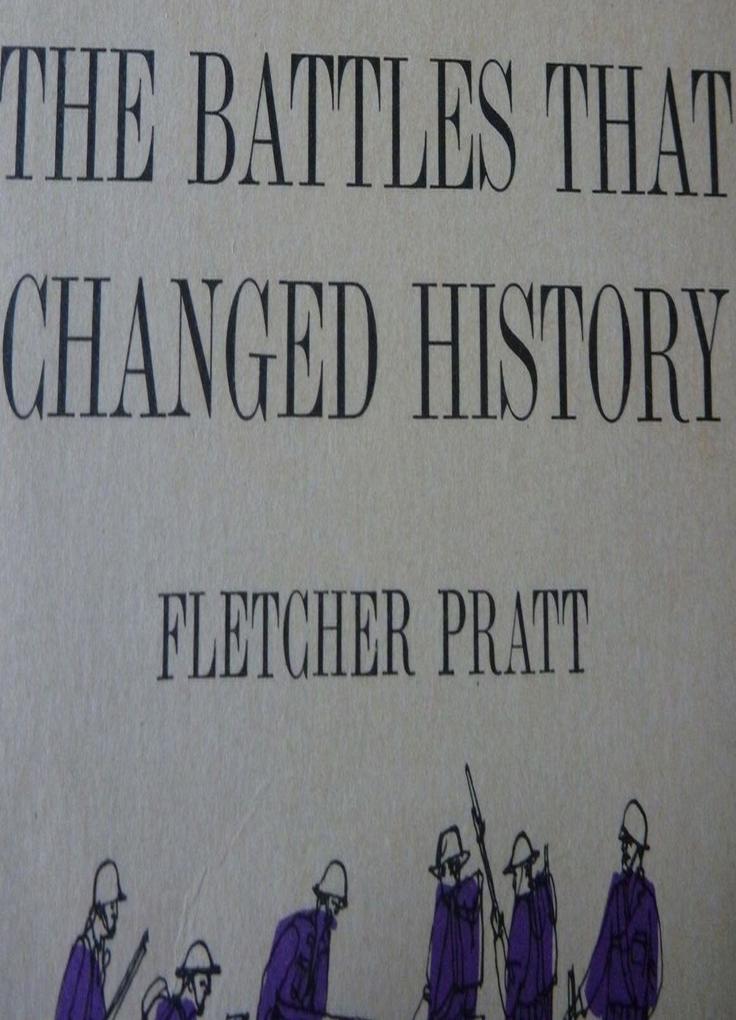 THE BATTLES THAT
CHANGED HISTORY
FLETCHER PRATT